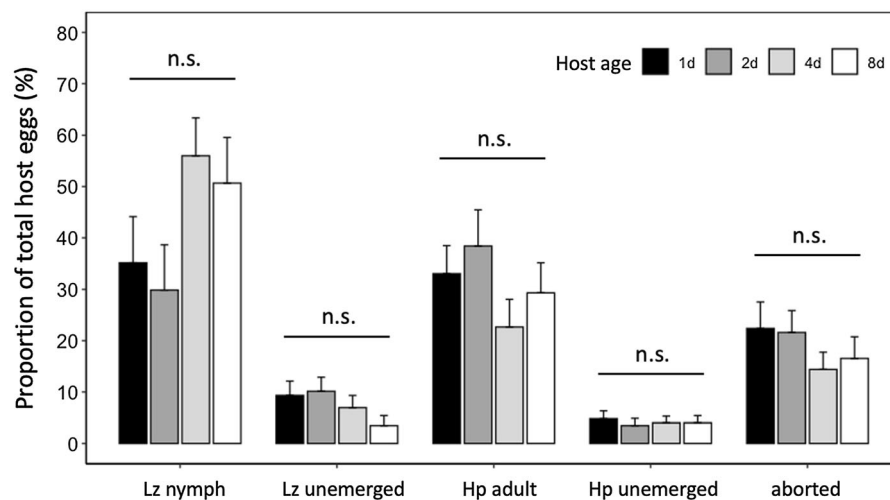 80
70
60
50
40
30
20
10
0
Proportion of total host eggs (%)
Host age 1d 2d 4d 8d
n.s.
n.s.
n.s.
n.s.
n.s.
Lz nymph Lz unemerged Hp adult Hp unemerged aborted